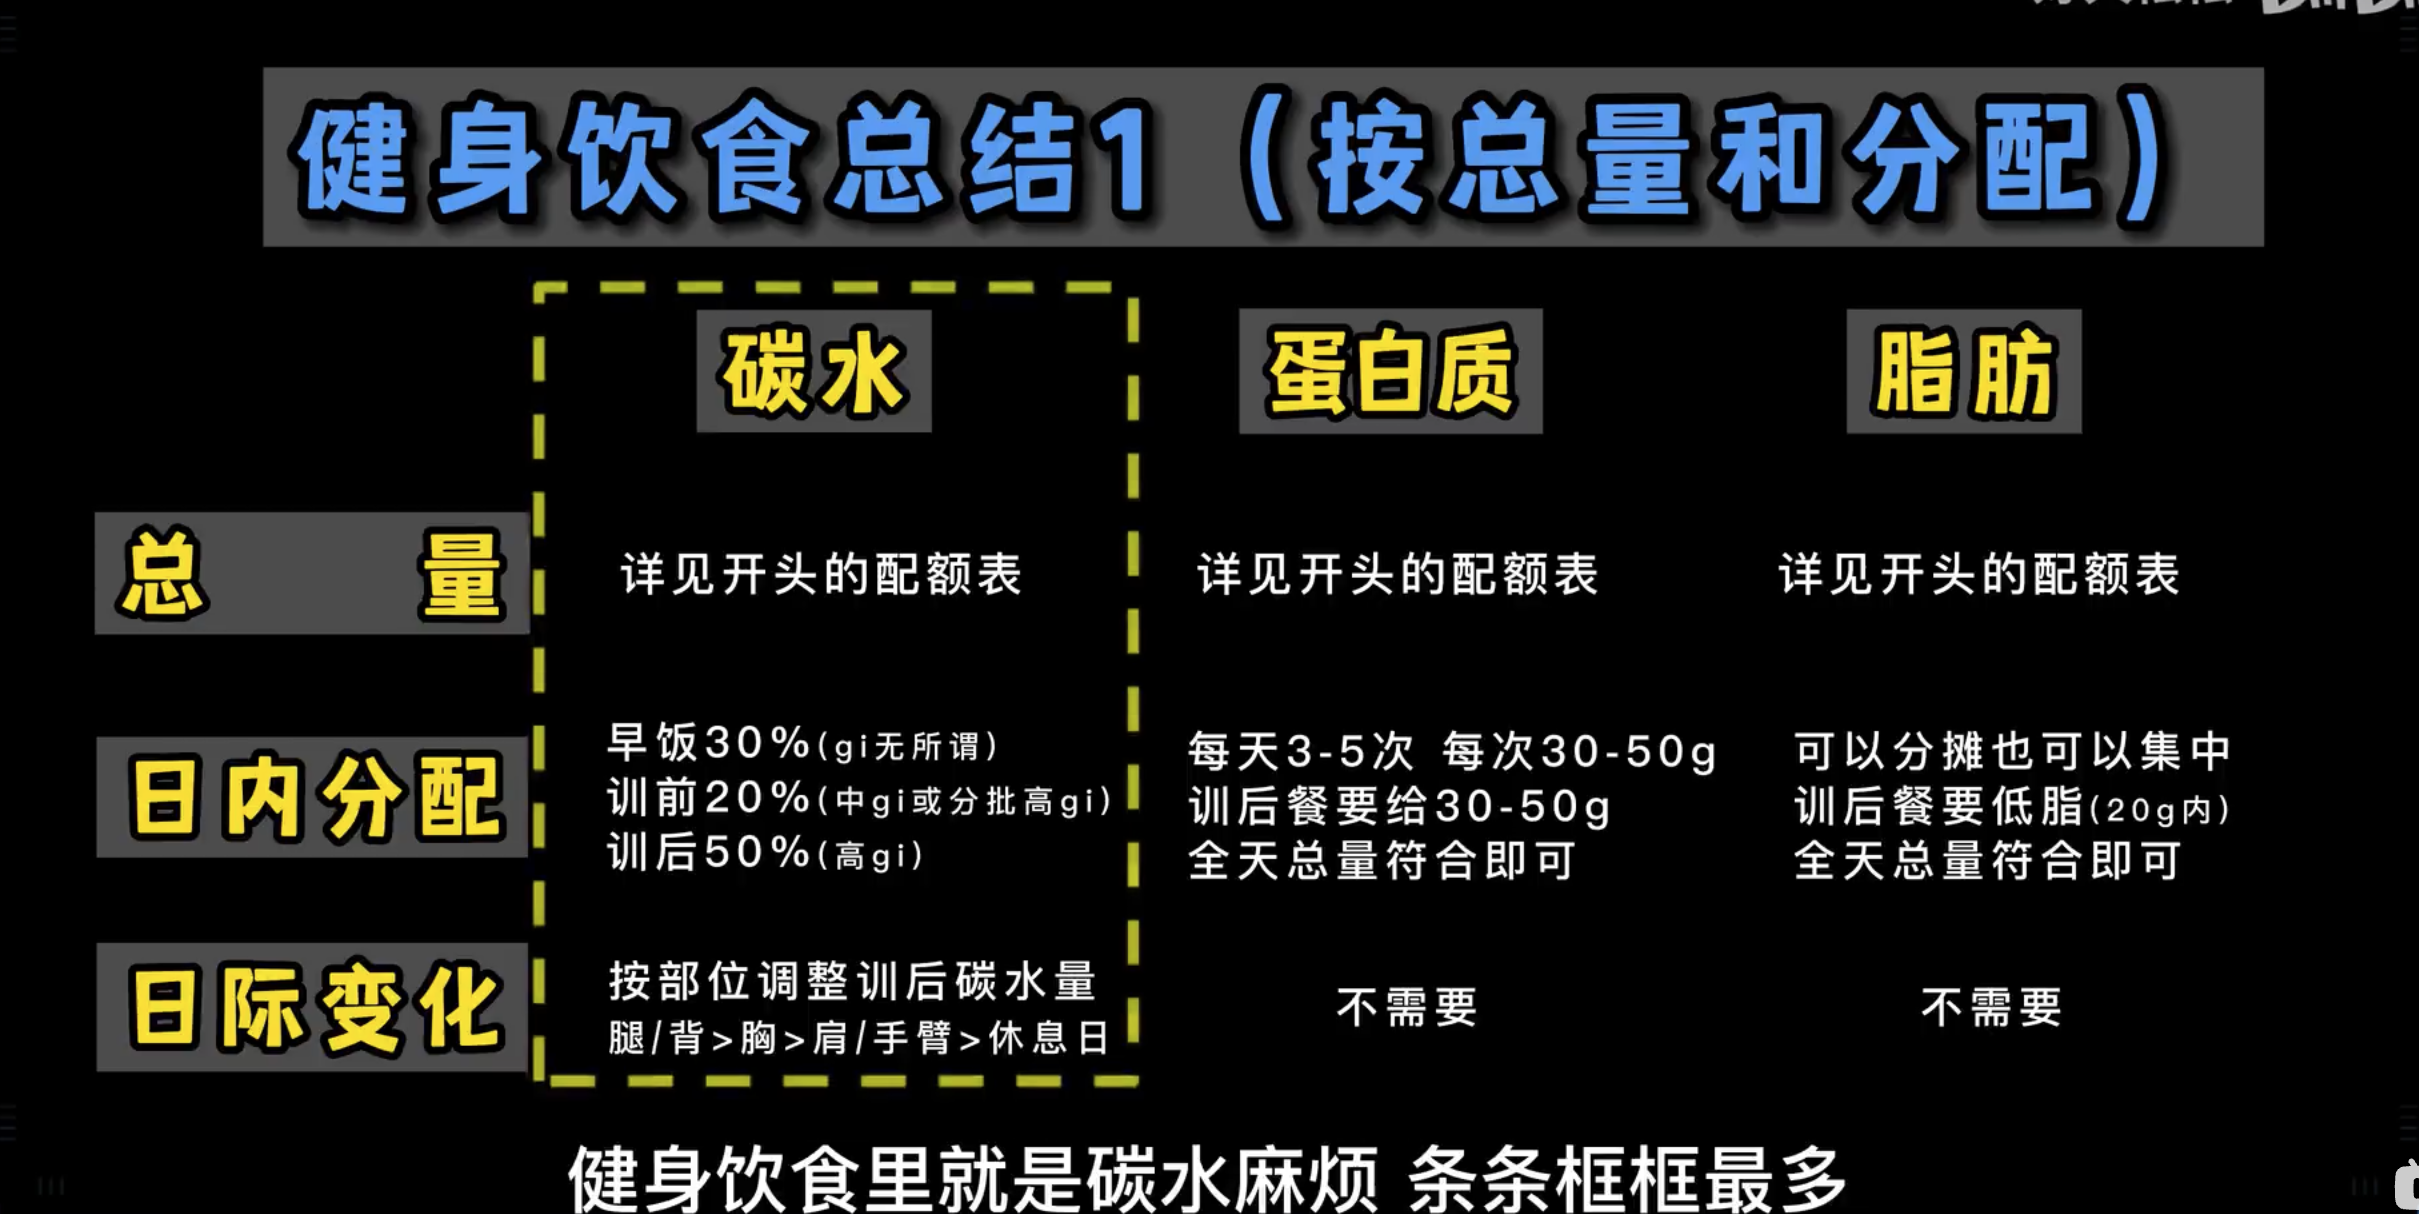 健身饮食总结1（按总量和分配）
碳水 蛋白质 脂肪
总量 详见开头的配额表 详见开头的配额表 详见开头的配额表
日内分配
早饭30%(gi无所谓)
训前20%(中gi或分批高gi)
训后50%(高gi)
每天3-5次 每次30-50g
训后餐要给30-50g
全天总量符合即可
可以分摊也可以集中
训后餐要低脂(20g内)
全天总量符合即可
日际变化
按部位调整训后碳水量
腿/背>胸>肩/手臂>休息日
不需要
不需要
健身饮食里就是碳水麻烦 条条框框最多